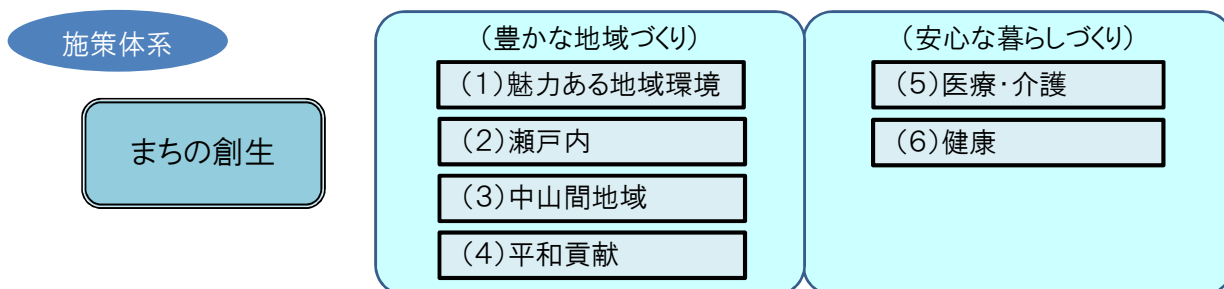 施策体系
まちの創生
（豊かな地域づくり）
（１）魅力ある地域環境
（２）瀬戸内
（３）中山間地域
（４）平和貢献
（安心な暮らしづくり）
（５）医療・介護
（６）健康